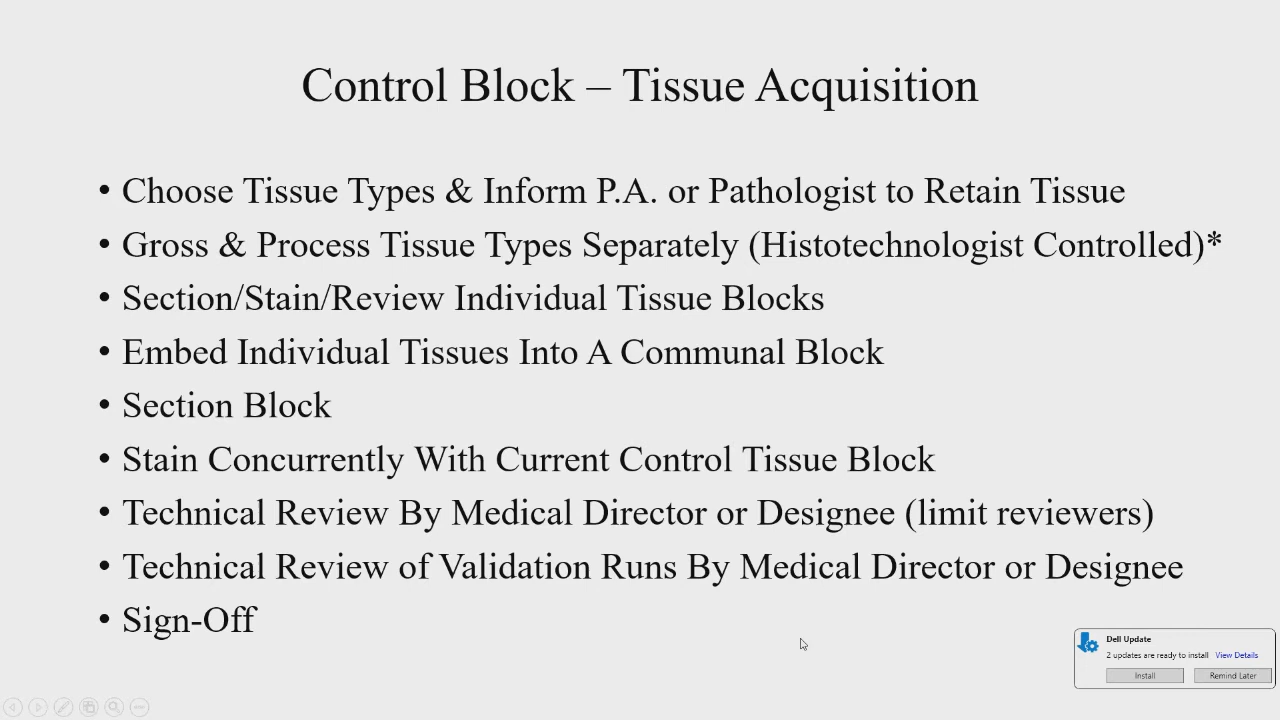 Control Block – Tissue Acquisition
• Choose Tissue Types & Inform P.A. or Pathologist to Retain Tissue
• Gross & Process Tissue Types Separately (Histotechnologist Controlled)*
• Section/Stain/Review Individual Tissue Blocks
• Embed Individual Tissues Into A Communal Block
• Section Block
• Stain Concurrently With Current Control Tissue Block
• Technical Review By Medical Director or Designee (limit reviewers)
• Technical Review of Validation Runs By Medical Director or Designee
• Sign-Off
Dell Update
2 updates are ready to install View Details
Install Remind Later